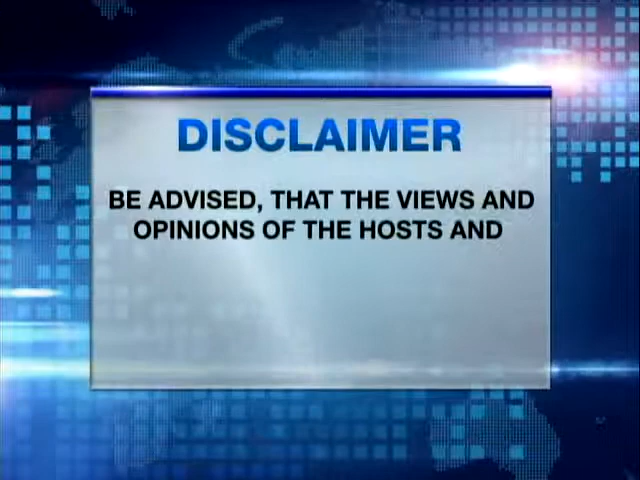 DISCLAIMER
BE ADVISED, THAT THE VIEWS AND
OPINIONS OF THE HOSTS AND